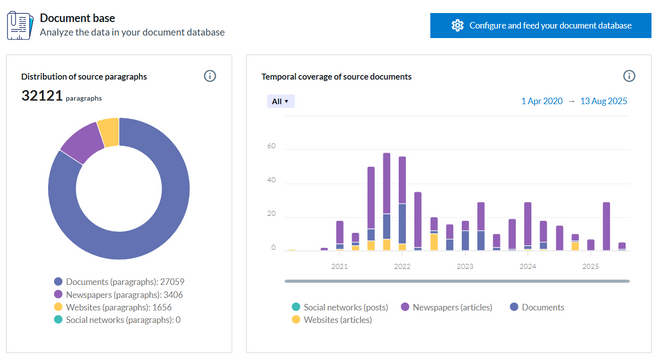 Document base
Analyze the data in your document database
Configure and feed your document database
Distribution of source paragraphs
32121 paragraphs
Documents (paragraphs): 27059
Newspapers (paragraphs): 3406
Websites (paragraphs): 1656
Social networks (paragraphs): 0
Temporal coverage of source documents
All ▾
1 Apr 2020 → 13 Aug 2025
60
40
20
0
2021 2022 2023 2024 2025
Social networks (posts) Newspapers (articles) Documents
Websites (articles)